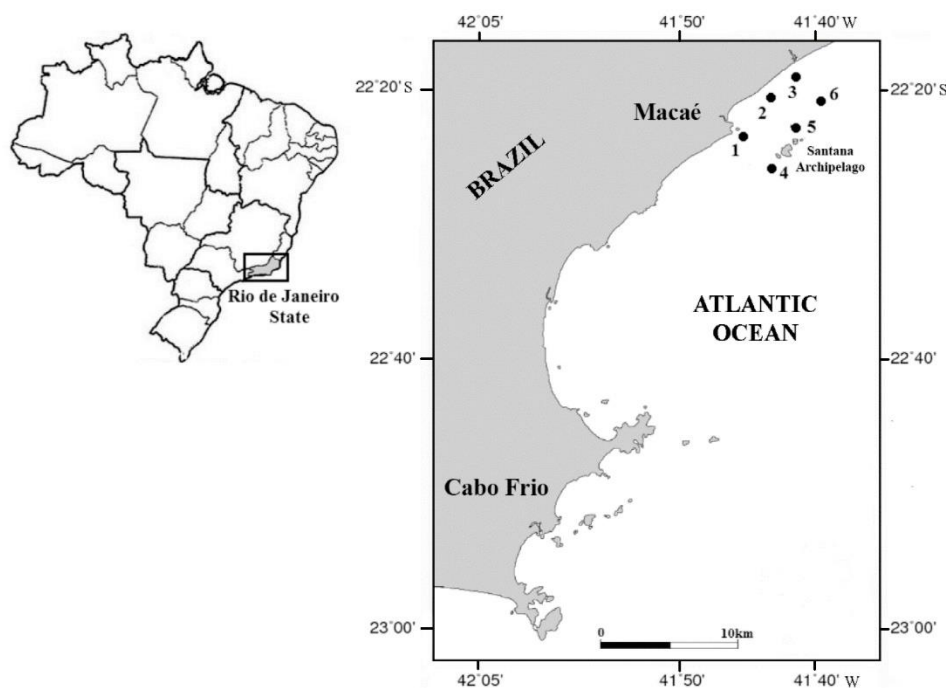 42°05'
41°50'
41°40' W
22°20'
22°20' S
Macaé
3
6
2
5
1
Santana
Archipelago
4
BRAZIL
Rio de Janeiro
State
ATLANTIC
OCEAN
22°40'
22°40'
Cabo Frio
23°00'
23°00'
0
10km
42°05'
41°50'
41°40' W